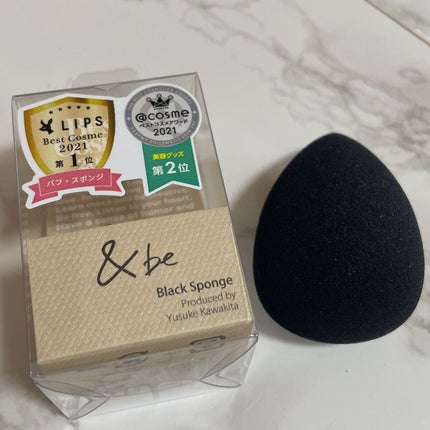 LIPS
Best Cosme
2021
第1位
パフ・スポンジ
@cosme
ベストコスメアワード
2021
美容グッズ
第2位
&be
Black Sponge
Produced by
Yusuke Kawakita